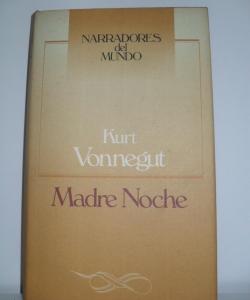 NARRADORES
del
MUNDO
Kurt
Vonnegut
Madre Noche